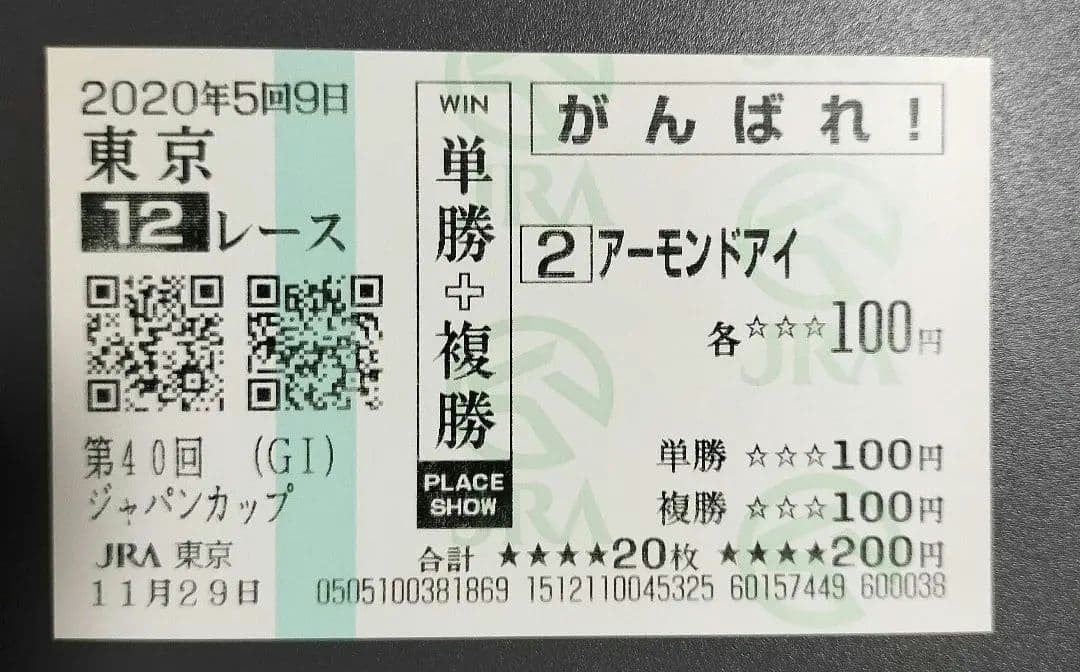 2020年5回9日
東京
12レース
第40回 (GI)
ジャパンカップ
JRA 東京
11月29日
WIN
単勝+複勝
PLACE
SHOW
がんばれ!
2 アーモンドアイ
各☆☆☆100円
単勝 ☆☆☆100円
複勝 ☆☆☆100円
合計 ★★★★20枚 ★★★★200円
0505100381869 1512110045325 60157449 600038
JRA
JRA
JRA